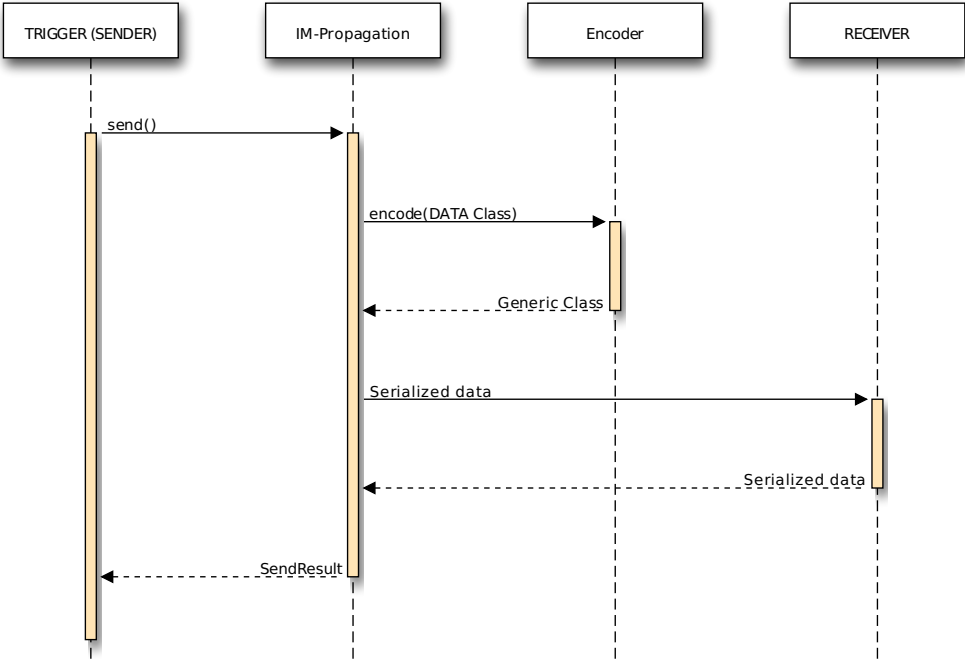 TRIGGER (SENDER)
IM-Propagation
Encoder
RECEIVER
send()
encode(DATA Class)
Generic Class
Serialized data
Serialized data
SendResult